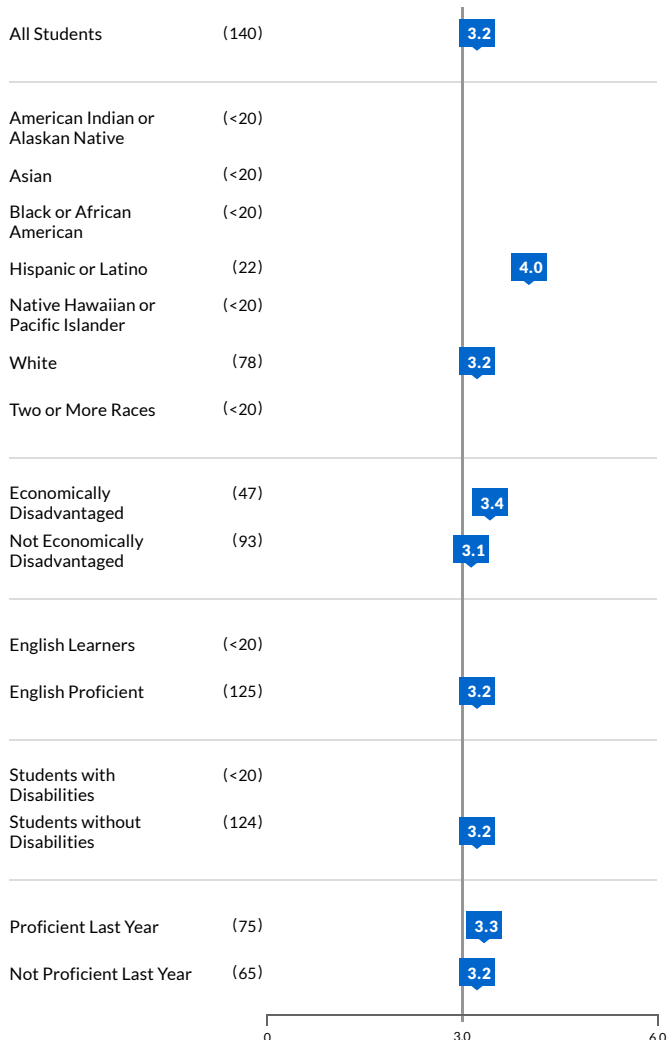 All Students (140) 3.2
American Indian or (<20)
Alaskan Native
Asian (<20)
Black or African (<20)
American
Hispanic or Latino (22) 4.0
Native Hawaiian or (<20)
Pacific Islander
White (78) 3.2
Two or More Races (<20)
Economically (47) 3.4
Disadvantaged
Not Economically (93) 3.1
Disadvantaged
English Learners (<20)
English Proficient (125) 3.2
Students with (<20)
Disabilities
Students without (124) 3.2
Disabilities
Proficient Last Year (75) 3.3
Not Proficient Last Year (65) 3.2
0 3.0 6.0